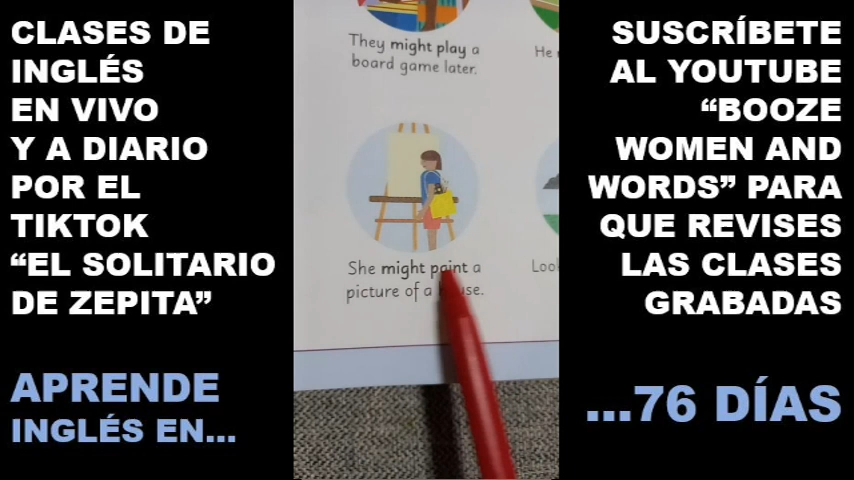 CLASES DE
INGLÉS
EN VIVO
Y A DIARIO
POR EL
TIKTOK
“EL SOLITARIO
DE ZEPITA”
APRENDE
INGLÉS EN...
They might play a
board game later.
He
She might paint a
picture of a
Loo
SUSCRÍBETE
AL YOUTUBE
“BOOZE
WOMEN AND
WORDS” PARA
QUE REVISES
LAS CLASES
GRABADAS
...76 DÍAS